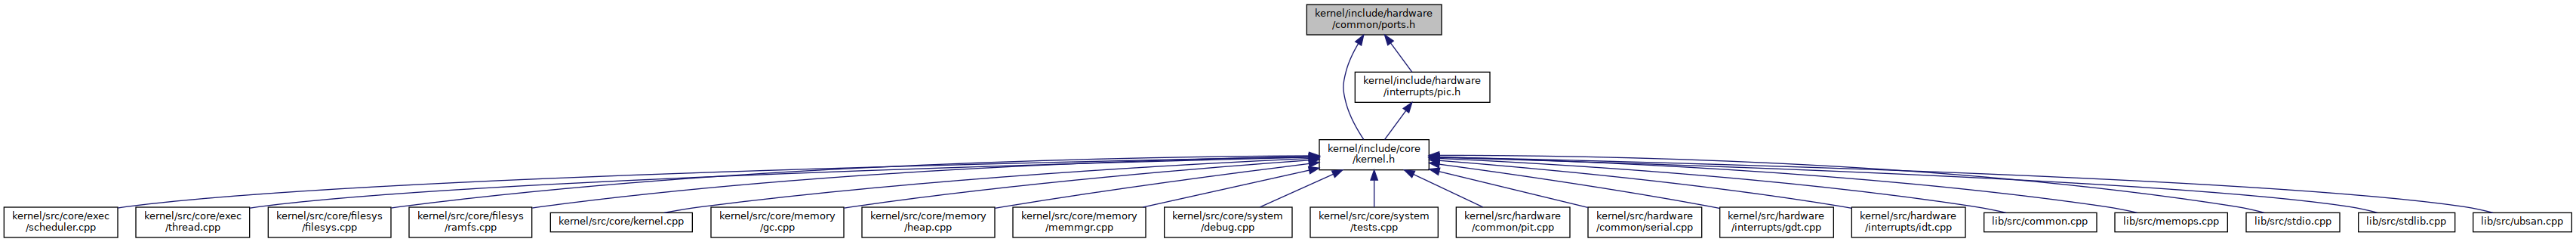 kernel/include/hardware
/common/ports.h
kernel/include/hardware
/interrupts/pic.h
kernel/include/core
/kernel.h
kernel/src/core/exec
/scheduler.cpp
kernel/src/core/exec
/thread.cpp
kernel/src/core/filesys
/filesys.cpp
kernel/src/core/filesys
/ramfs.cpp
kernel/src/core/kernel.cpp
kernel/src/core/memory
/gc.cpp
kernel/src/core/memory
/heap.cpp
kernel/src/core/memory
/memmgr.cpp
kernel/src/core/system
/debug.cpp
kernel/src/core/system
/tests.cpp
kernel/src/hardware
/common/pit.cpp
kernel/src/hardware
/common/serial.cpp
kernel/src/hardware
/interrupts/gdt.cpp
kernel/src/hardware
/interrupts/idt.cpp
lib/src/common.cpp
lib/src/memops.cpp
lib/src/stdio.cpp
lib/src/stdlib.cpp
lib/src/ubsan.cpp